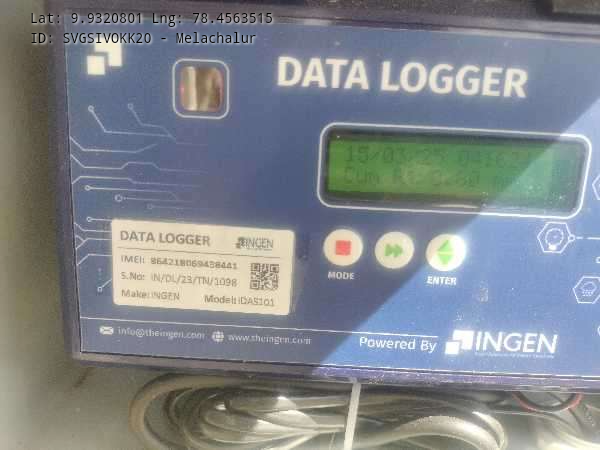 Lat: 9.9320801 Lng: 78.4563515
ID: SVGSIVOKK20 - Melachalur
DATA LOGGER
15/03/25
Cum Rf:
DATA LOGGER
INGEN
IMEI: 864218069438441
S.No: IN/DL/23/TN/1098
Make: INGEN Model: IDAS101
MODE
ENTER
info@theingen.com
www.theingen.com
Powered By INGEN